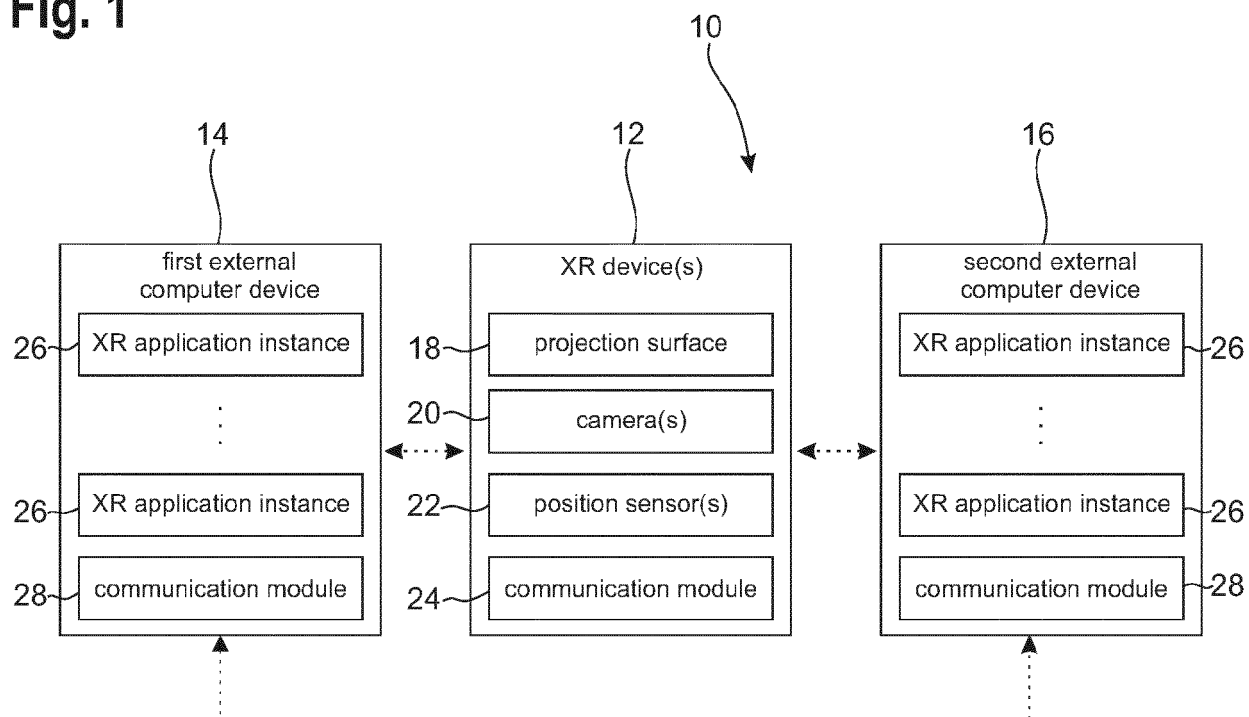 Fig. 1
10
14
12
16
first external
computer device
XR device(s)
second external
computer device
26
XR application instance
18
projection surface
XR application instance
26
20
camera(s)
26
XR application instance
22
position sensor(s)
XR application instance
26
28
communication module
24
communication module
communication module
28